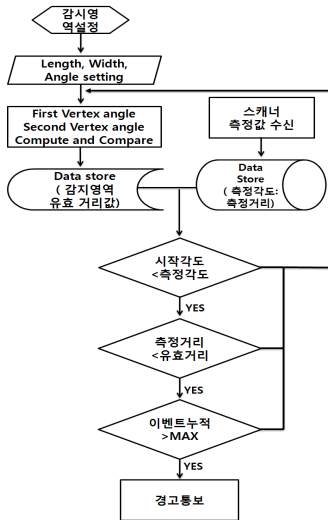 감시영
역설정
Length, Width,
Angle setting
First Vertex angle
Second Vertex angle
Compute and Compare
스캐너
측정값 수신
Data store
( 감지영역
유효 거리값)
Data
Store
( 측정각도:
측정거리)
시작각도
<측정각도
YES
측정거리
<유효거리
YES
이벤트누적
>MAX
YES
경고통보